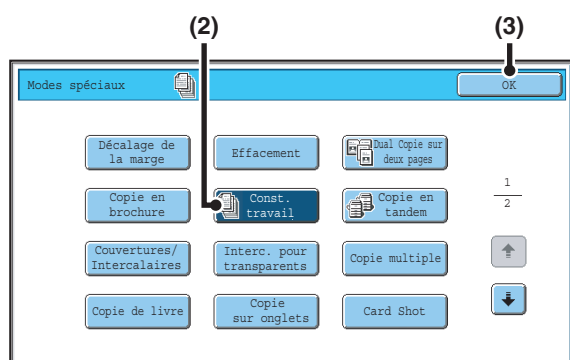 (2)
(3)
Modes spéciaux
OK
Décalage de
la marge
Effacement
Dual Copie sur
deux pages
Copie en
brochure
Const.
travail
Copie en
tandem
1
2
Couvertures/
Intercalaires
Interc. pour
transparents
Copie multiple
Copie de livre
Copie
sur onglets
Card Shot